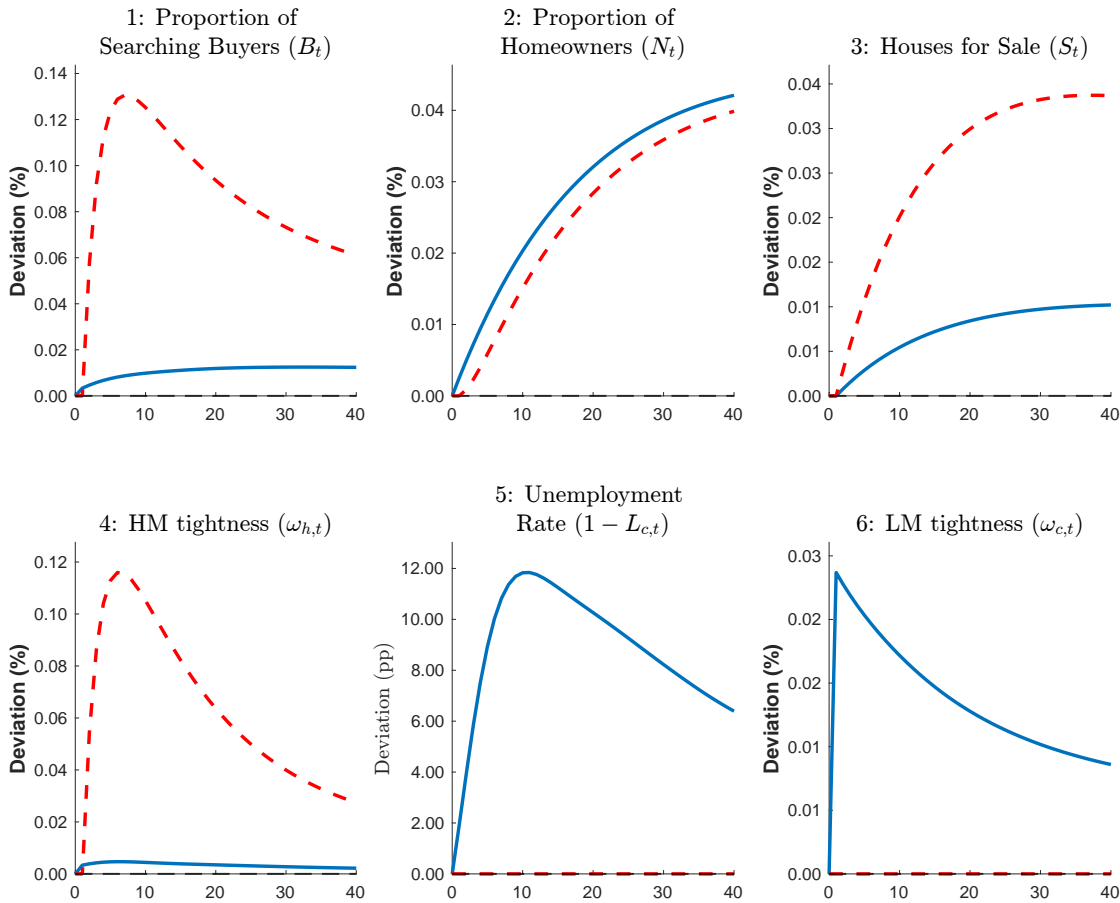 1: Proportion of
Searching Buyers (B_t)
Deviation (%)
0.14
0.12
0.10
0.08
0.06
0.04
0.02
0.00
0 10 20 30 40
2: Proportion of
Homeowners (N_t)
Deviation (%)
0.04
0.03
0.02
0.01
0.00
0 10 20 30 40
3: Houses for Sale (S_t)
Deviation (%)
0.04
0.03
0.03
0.02
0.02
0.01
0.01
0.00
0 10 20 30 40
4: HM tightness (ω_{h,t})
Deviation (%)
0.12
0.10
0.08
0.06
0.04
0.02
0.00
0 10 20 30 40
5: Unemployment
Rate (1 − L_{c,t})
Deviation (pp)
12.00
10.00
8.00
6.00
4.00
2.00
0.00
0 10 20 30 40
6: LM tightness (ω_{c,t})
Deviation (%)
0.03
0.02
0.02
0.01
0.01
0.00
0 10 20 30 40